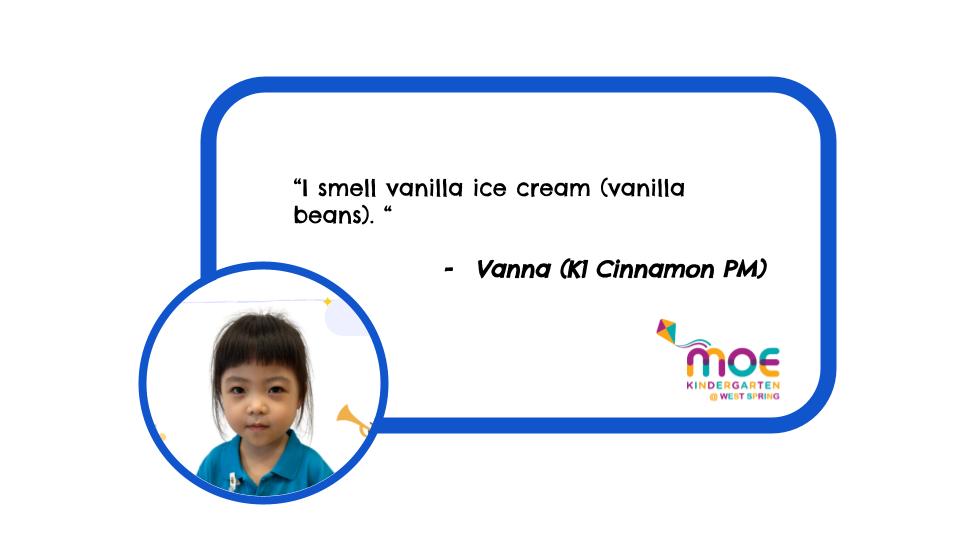 “I smell vanilla ice cream (vanilla
beans). “
- Vanna (K1 Cinnamon PM)
MOE
KINDERGARTEN
@ WEST SPRING